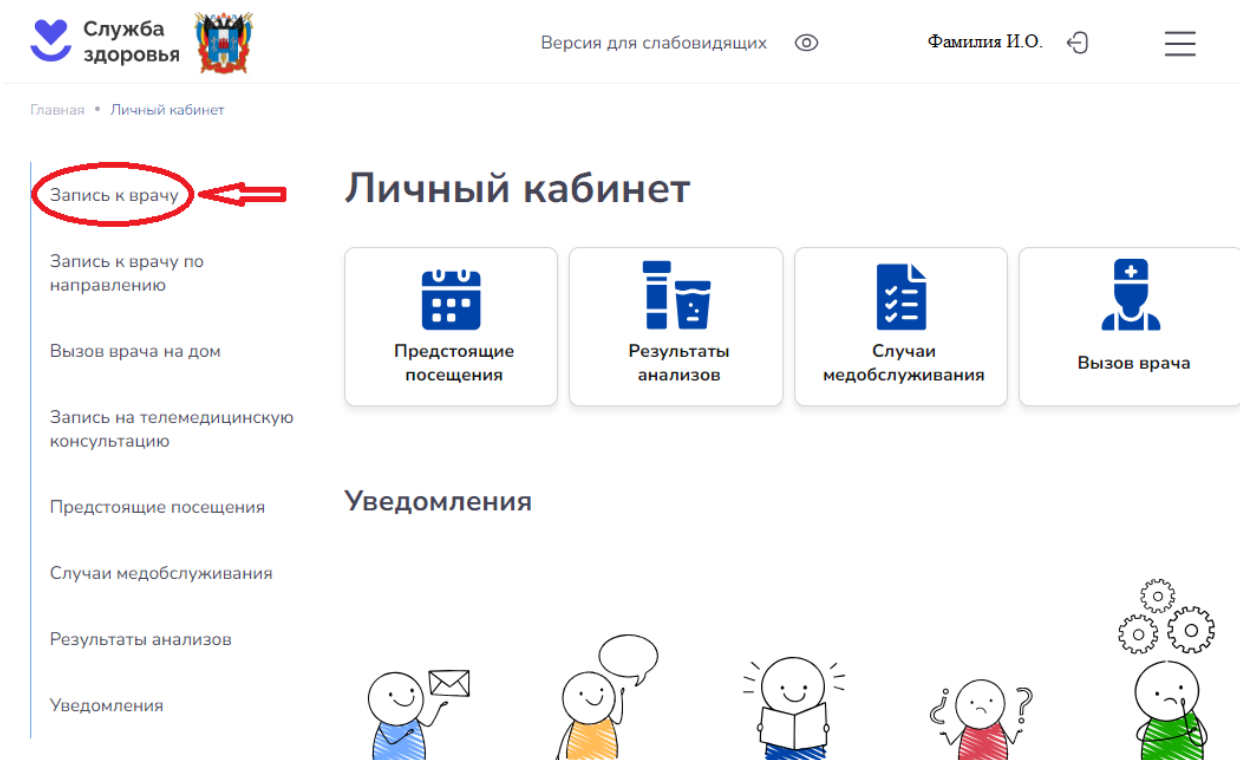 Служба
здоровья
Версия для слабовидящих
Фамилия И.О.
Главная • Личный кабинет
Запись к врачу
Запись к врачу по
направлению
Вызов врача на дом
Запись на телемедицинскую
консультацию
Предстоящие посещения
Случаи медобслуживания
Результаты анализов
Уведомления
Личный кабинет
Предстоящие
посещения
Результаты
анализов
Случаи
медобслуживания
Вызов врача
Уведомления
¿ ?